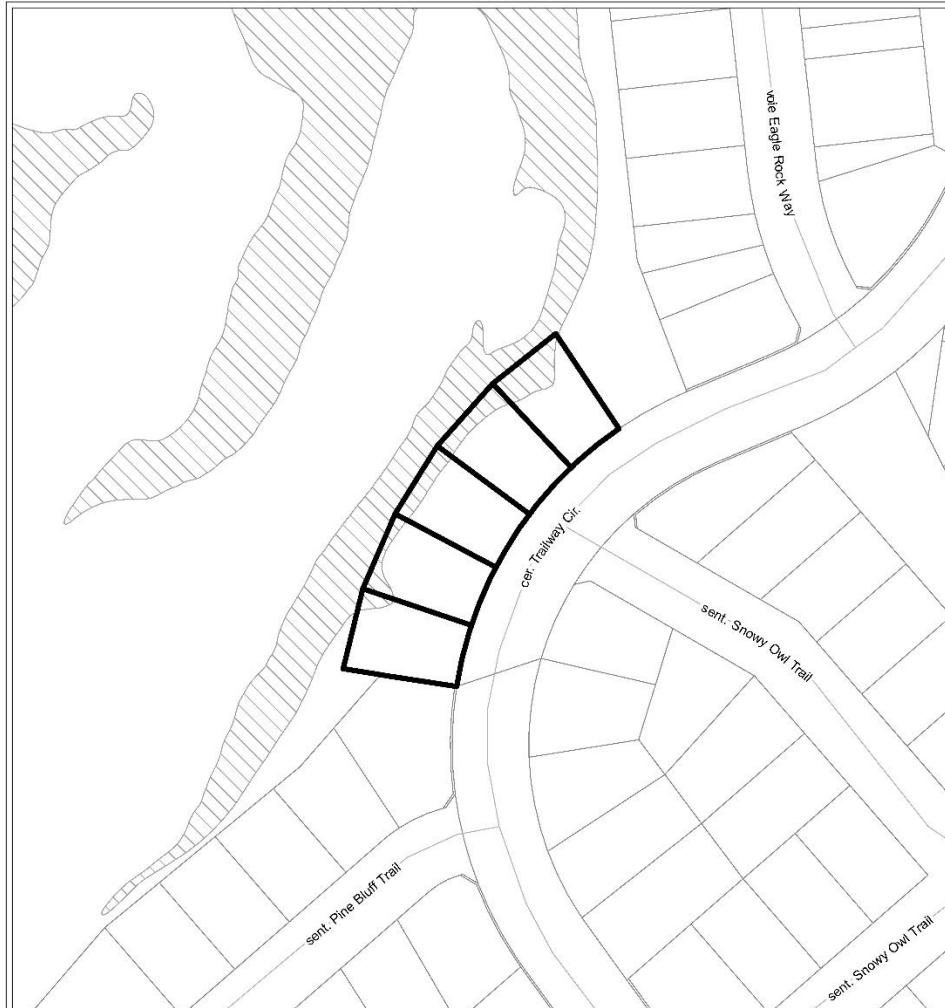 voie Eagle Rock Way
cer. Trailway Cir.
sent. Snowy Owl Trail
sent. Pine Bluff Trail
sent. Snowy Owl Trail